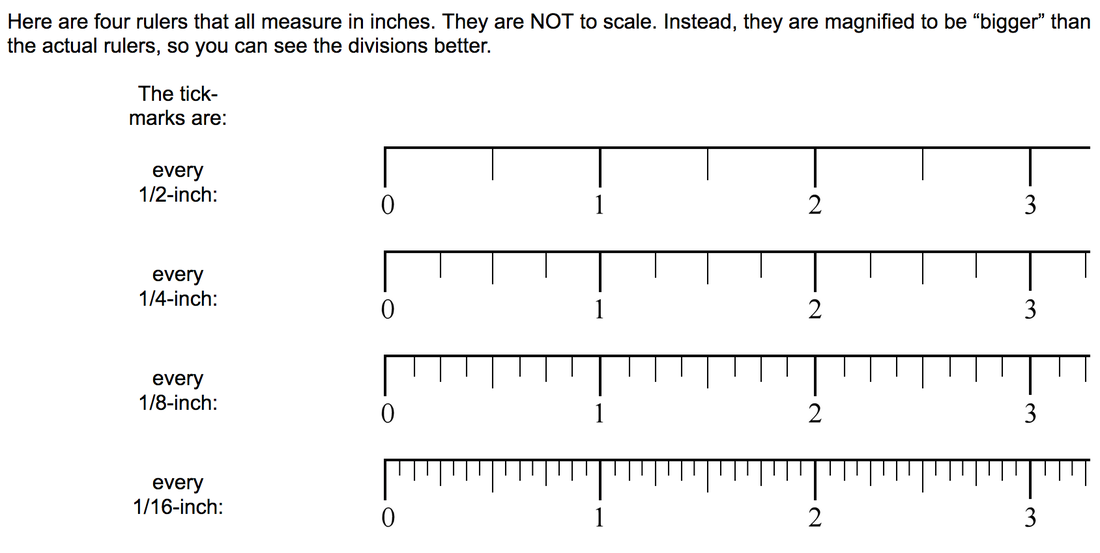 Here are four rulers that all measure in inches. They are NOT to scale. Instead, they are magnified to be “bigger” than
the actual rulers, so you can see the divisions better.
The tick-
marks are:
every
1/2-inch:
0 1 2 3
every
1/4-inch:
0 1 2 3
every
1/8-inch:
0 1 2 3
every
1/16-inch:
0 1 2 3